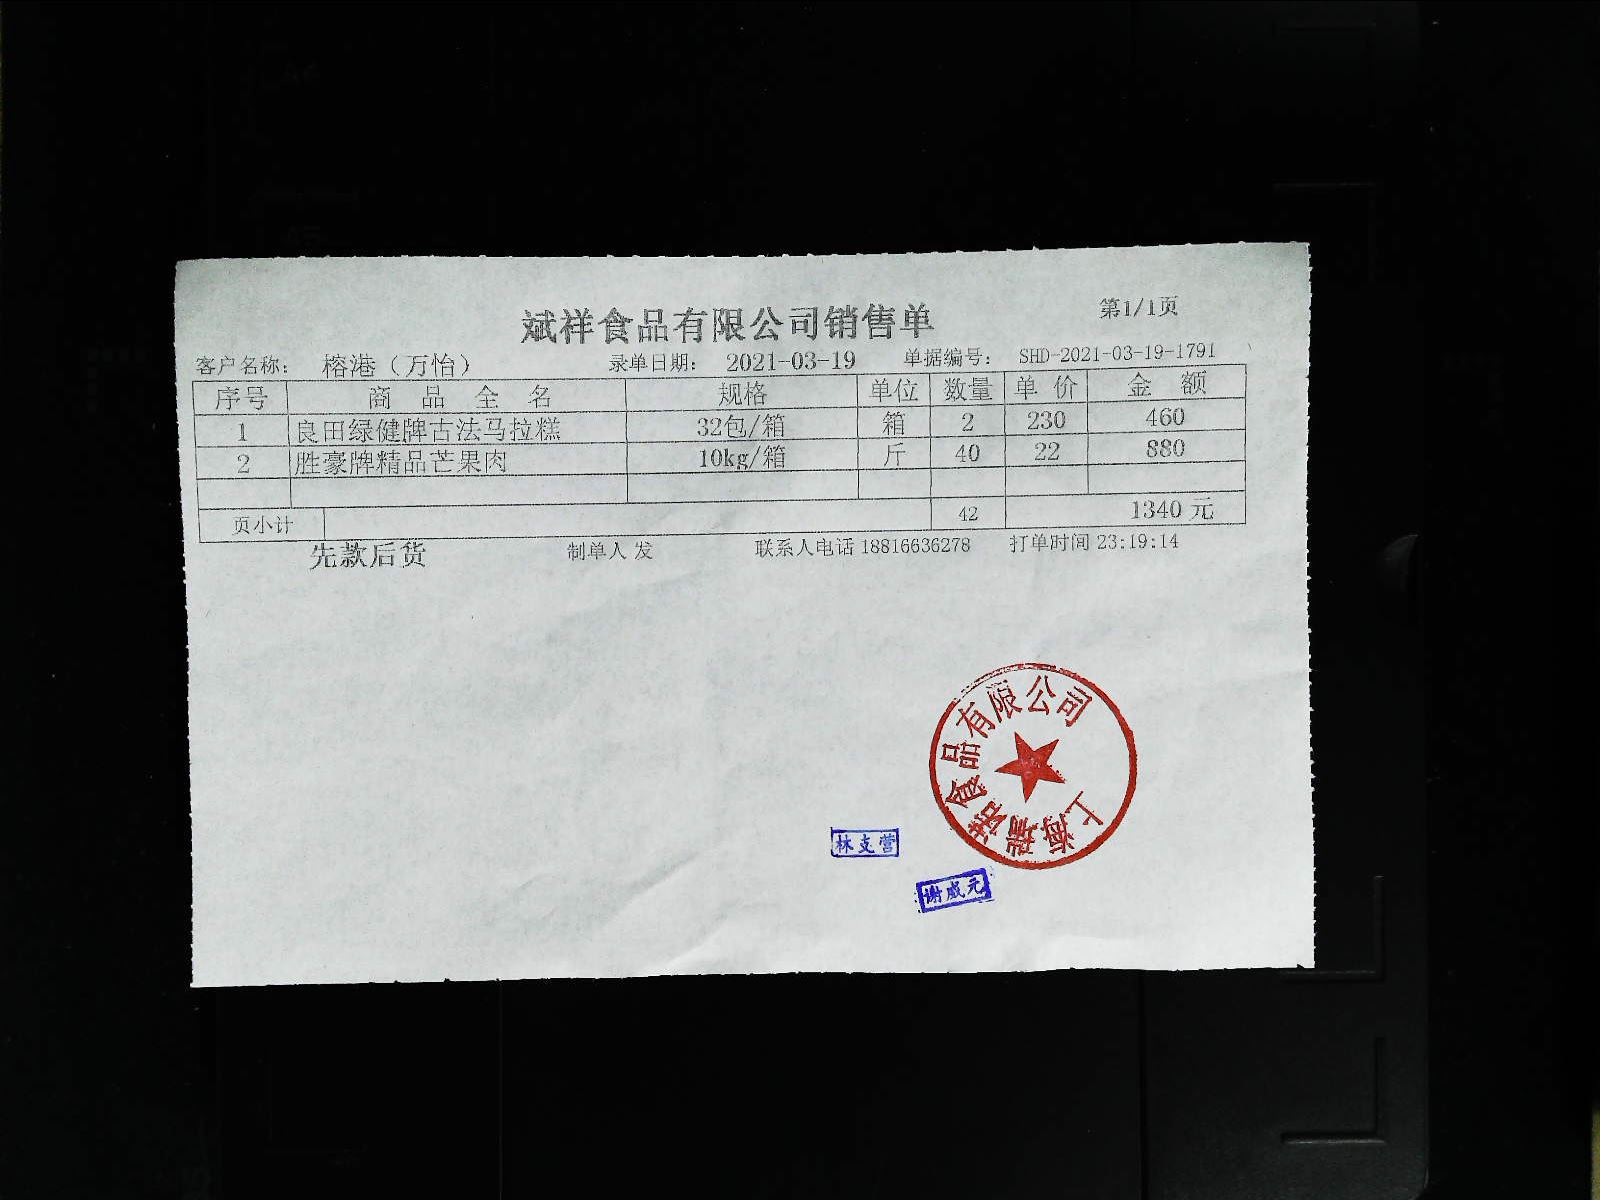 斌祥食品有限公司销售单
第1/1页
客户名称： 榕港（万怡） 录单日期： 2021-03-19 单据编号： SHD-2021-03-19-1791
序号 商品全名 规格 单位 数量 单价 金额
1 良田绿健牌古法马拉糕 32包/箱 箱 2 230 460
2 胜豪牌精品芒果肉 10kg/箱 斤 40 22 880
页小计 42 1340 元
先款后货 制单人 发 联系人电话 18816636278 打单时间 23:19:14
上海瑞诺食品有限公司
林支营
谢威元